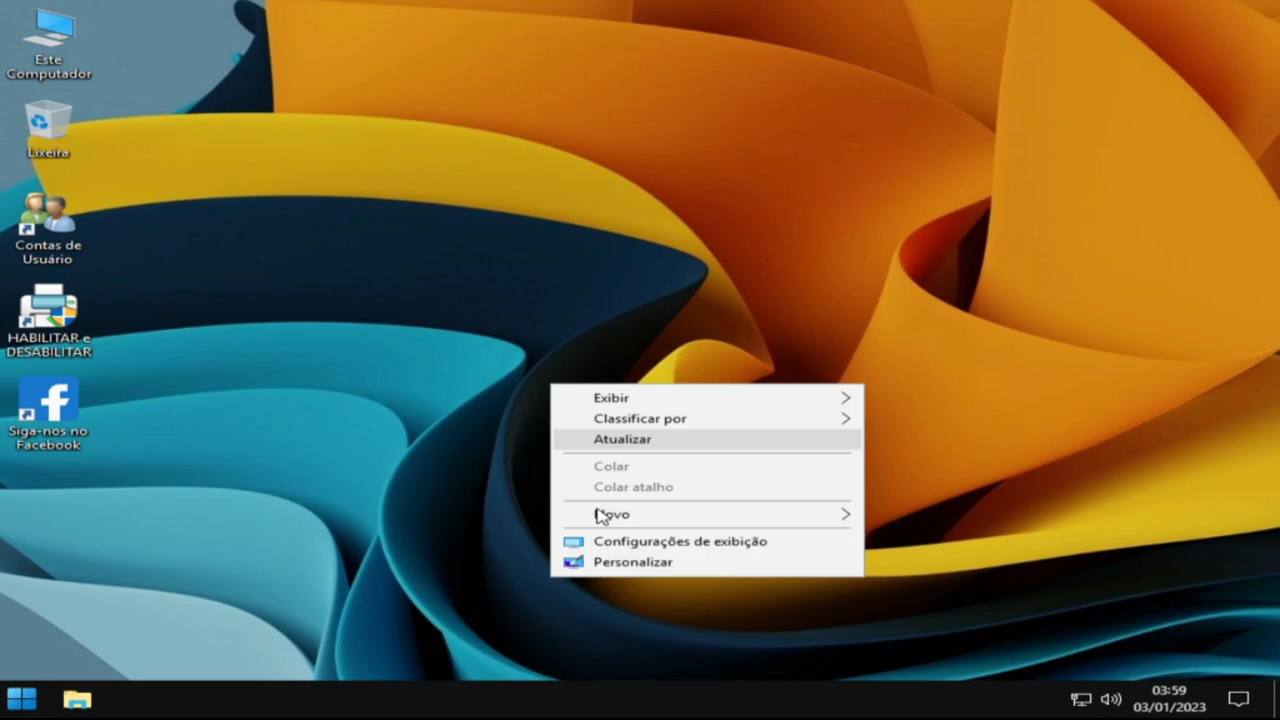 Este
Computador
Lixeira
Contas de
Usuário
HABILITAR e
DESABILITAR
Siga-nos no
Facebook
Exibir
Classificar por
Atualizar
Colar
Colar atalho
Novo
Configurações de exibição
Personalizar
03:59
03/01/2023